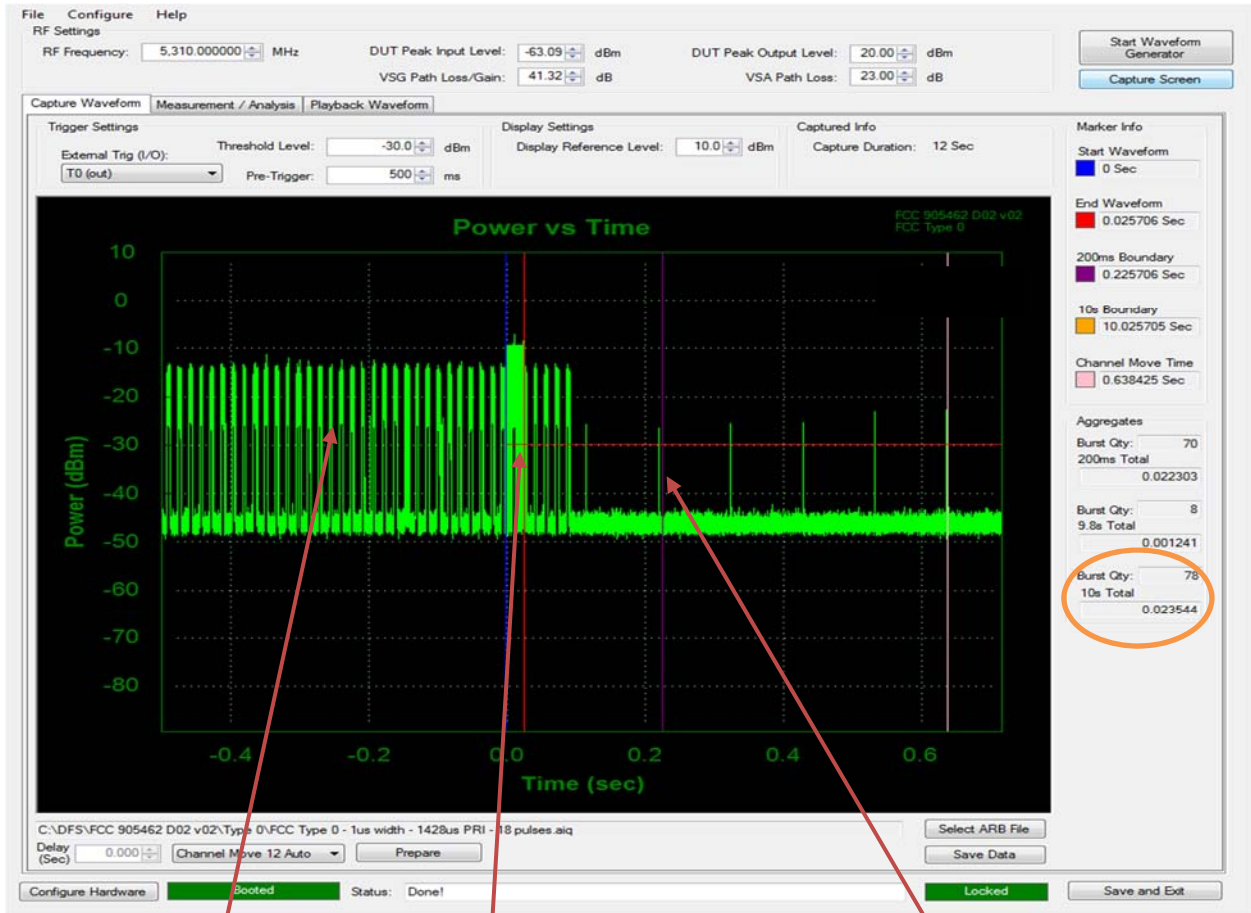 File Configure Help
RF Settings
RF Frequency: 5,310.000000 MHz
DUT Peak Input Level: -63.09 dBm
DUT Peak Output Level: 20.00 dBm
VSG Path Loss/Gain: 41.32 dB
VSA Path Loss: 23.00 dB
Start Waveform Generator
Capture Screen
Capture Waveform Measurement / Analysis Playback Waveform
Trigger Settings
External Trig (I/O):
T0 (out)
Threshold Level: -30.0 dBm
Pre-Trigger: 500 ms
Display Settings
Display Reference Level: 10.0 dBm
Captured Info
Capture Duration: 12 Sec
Marker Info
Start Waveform
0 Sec
End Waveform
0.025706 Sec
200ms Boundary
0.225706 Sec
10s Boundary
10.025705 Sec
Channel Move Time
0.638425 Sec
Aggregates
Burst Qty: 70
200ms Total
0.022303
Burst Qty: 8
9.8s Total
0.001241
Burst Qty: 78
10s Total
0.023544
Power vs Time
FCC 905462 D02 v02
FCC Type 0
Power (dBm)
10
0
-10
-20
-30
-40
-50
-60
-70
-80
-0.4 -0.2 0.0 0.2 0.4 0.6
Time (sec)
C:\DFS\FCC 905462 D02 v02\Type 0\FCC Type 0 - 1us width - 1428us PRI - 18 pulses.aiq
Select ARB File
Delay (Sec) 0.000 Channel Move 12 Auto Prepare
Save Data
Configure Hardware Booted Status: Done! Locked Save and Exit